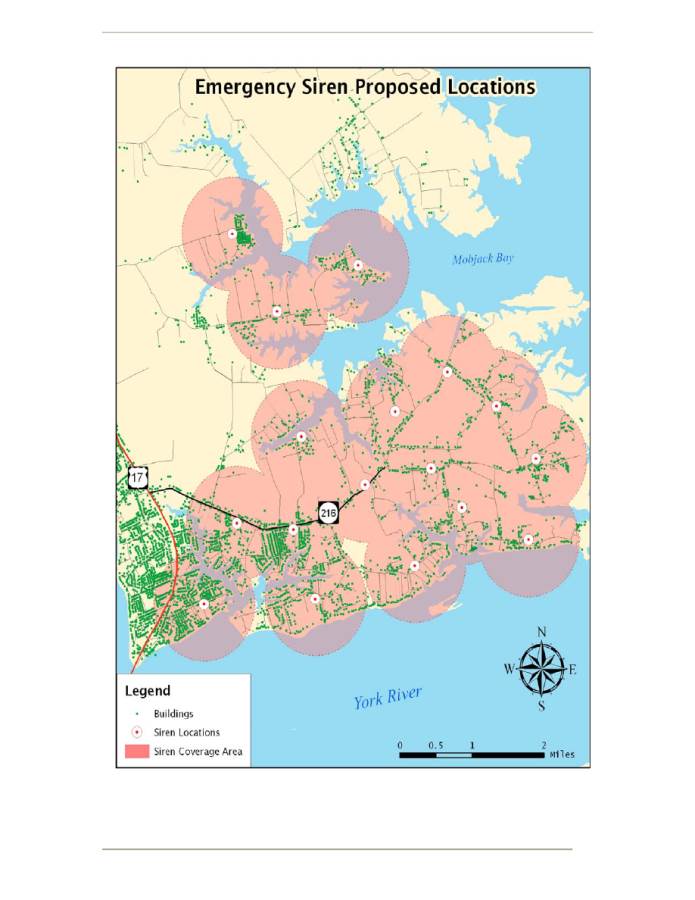 Emergency Siren Proposed Locations
Mobjack Bay
17
216
N
W E
S
York River
Legend
Buildings
Siren Locations
Siren Coverage Area
0 0.5 1 2
Miles